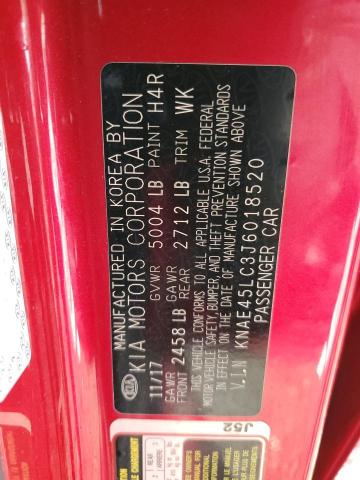 MANUFACTURED IN KOREA BY
KIA MOTORS CORPORATION
11/17 GVWR 5004 LB PAINT H4R
GAWR FRONT 2458 LB GAWR REAR 2712 LB TRIM WK
THIS VEHICLE CONFORMS TO ALL APPLICABLE U.S.A. FEDERAL
MOTOR VEHICLE SAFETY, BUMPER, AND THEFT PREVENTION STANDARDS
IN EFFECT ON THE DATE OF MANUFACTURE SHOWN ABOVE
V.I.N KNAE45LC3J6018520
PASSENGER CAR
KIA
J52
REAR